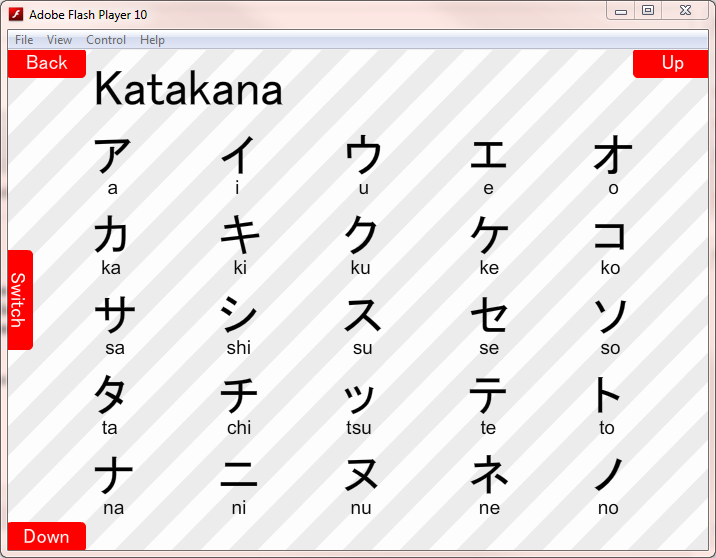 Adobe Flash Player 10
File View Control Help
Back
Up
Katakana
ア イ ウ エ オ
a i u e o
カ キ ク ケ コ
ka ki ku ke ko
Switch
サ シ ス セ ソ
sa shi su se so
タ チ ッ テ ト
ta chi tsu te to
ナ ニ ヌ ネ ノ
na ni nu ne no
Down